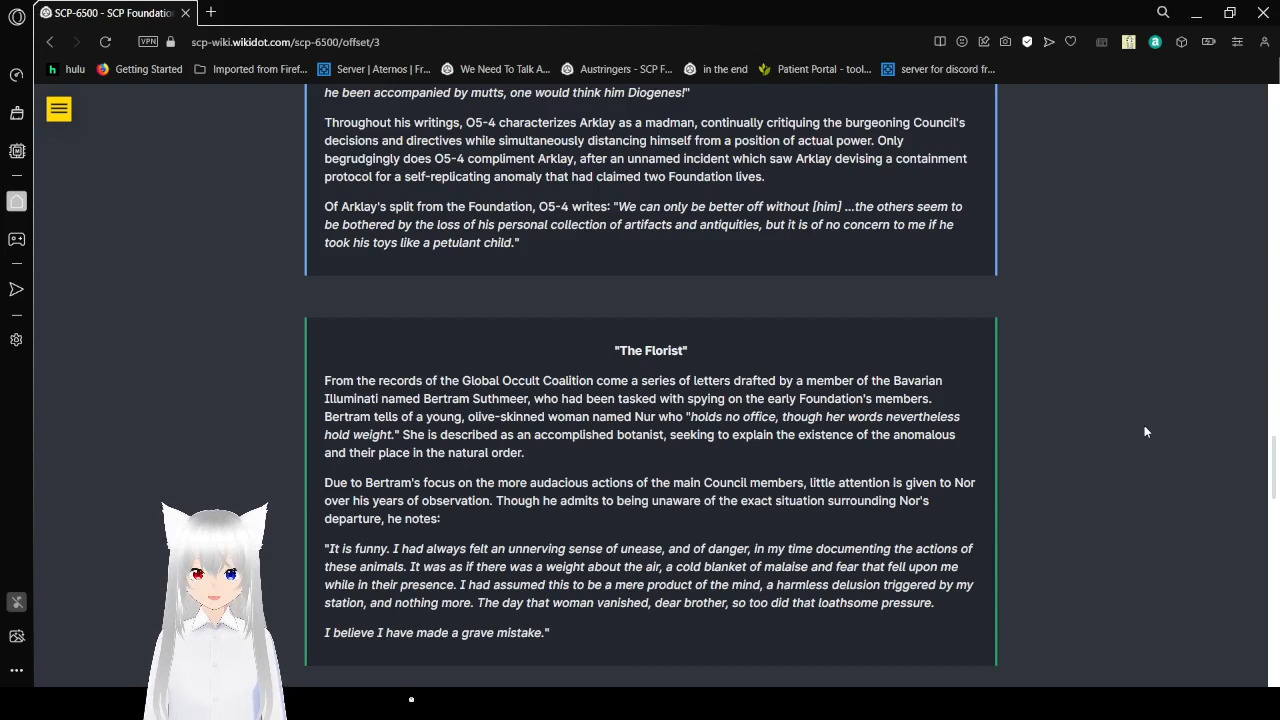 SCP-6500 - SCP Foundatio
VPN
scp-wiki.wikidot.com/scp-6500/offset/3
hulu
Getting Started
Imported from Firef...
Server | Aternos | Fr...
We Need To Talk A...
Austringers - SCP F...
in the end
Patient Portal - tool...
server for discord fr...
he been accompanied by mutts, one would think him Diogenes!"
Throughout his writings, O5-4 characterizes Arklay as a madman, continually critiquing the burgeoning Council's
decisions and directives while simultaneously distancing himself from a position of actual power. Only
begrudgingly does O5-4 compliment Arklay, after an unnamed incident which saw Arklay devising a containment
protocol for a self-replicating anomaly that had claimed two Foundation lives.
Of Arklay's split from the Foundation, O5-4 writes: "We can only be better off without [him] ...the others seem to
be bothered by the loss of his personal collection of artifacts and antiquities, but it is of no concern to me if he
took his toys like a petulant child."
"The Florist"
From the records of the Global Occult Coalition come a series of letters drafted by a member of the Bavarian
Illuminati named Bertram Suthmeer, who had been tasked with spying on the early Foundation's members.
Bertram tells of a young, olive-skinned woman named Nur who "holds no office, though her words nevertheless
hold weight." She is described as an accomplished botanist, seeking to explain the existence of the anomalous
and their place in the natural order.
Due to Bertram's focus on the more audacious actions of the main Council members, little attention is given to Nor
over his years of observation. Though he admits to being unaware of the exact situation surrounding Nor's
departure, he notes:
"It is funny. I had always felt an unnerving sense of unease, and of danger, in my time documenting the actions of
these animals. It was as if there was a weight about the air, a cold blanket of malaise and fear that fell upon me
while in their presence. I had assumed this to be a mere product of the mind, a harmless delusion triggered by my
station, and nothing more. The day that woman vanished, dear brother, so too did that loathsome pressure.
I believe I have made a grave mistake."